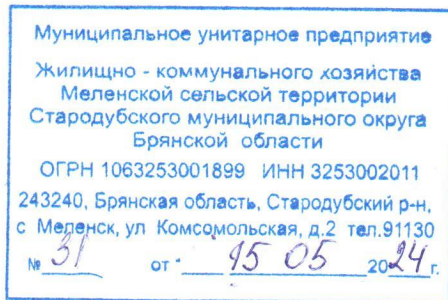 Муниципальное унитарное предприятие
Жилищно - коммунального хозяйства
Меленской сельской территории
Стародубского муниципального округа
Брянской области
ОГРН 1063253001899 ИНН 3253002011
243240, Брянская область, Стародубский р-н,
с Меленск, ул Комсомольская, д.2 тел.91130
№ 31 от " 15 05 2024 г.